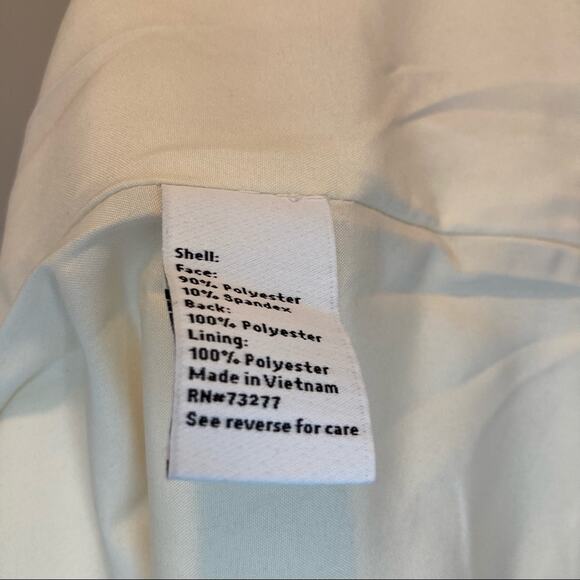 Shell:
Face:
90% Polyester
10% Spandex
Back:
100% Polyester
Lining:
100% Polyester
Made in Vietnam
RN#73277
See reverse for care